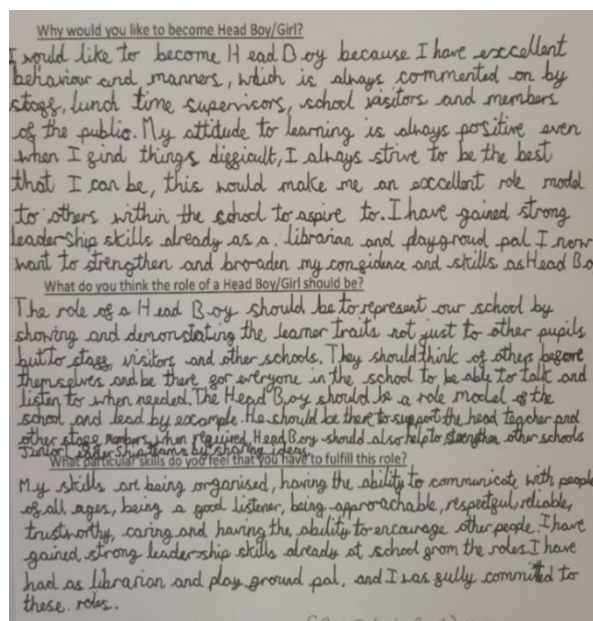 Why would you like to become Head Boy/Girl?
I would like to become Head Boy because I have excellent
behaviour and manners, which is always commented on by
staff, lunch time supervisors, school visitors and members
of the public. My attitude to learning is always positive even
when I find things difficult, I always strive to be the best
that I can be, this would make me an excellent role model
to others within the school to aspire to. I have gained strong
leadership skills already as a. librarian and playgroud pal I now
want to strengthen and broaden my confidence and skills as Head Bo
What do you think the role of a Head Boy/Girl should be?
The role of a Head Boy should be to represent our school by
showing and demonstating the learner traits not just to other pupils
but to staff, visitors and other schools. They should think of others before
themselves and be there for everyone in the school to be able to talk and
listen to when needed. The Head Boy should be a role model of the
school and lead by example. He should be there to support the head teacher and
other staff members when required, Head Boy should also help to strengthen other schools
junior leadership teams by sharing ideas.
What particular skills do you feel that you have to fulfill this role?
My skills are being organised, having the ability to communicate with people
of all ages, being a good listener, being approachable, respectful, reliable,
trustworthy, caring and having the ability to encourage other people. I have
gained strong leadership skills already at school from the roles I have
had as librarian and play ground pal, and I was fully committed to
these roles.